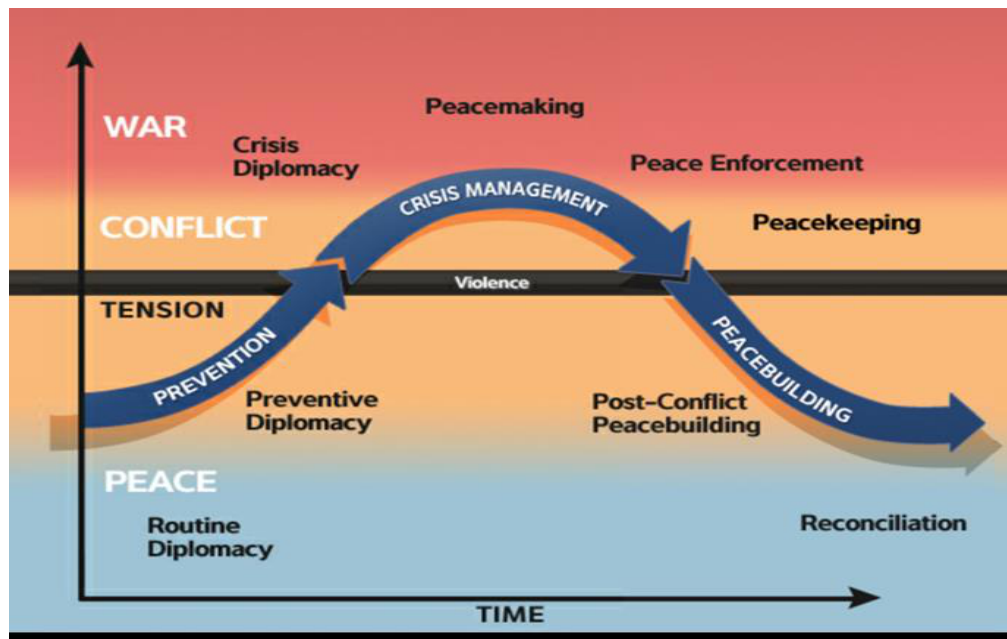 Peacemaking
WAR
Crisis
Diplomacy
Peace Enforcement
CRISIS MANAGEMENT
CONFLICT
Peacekeeping
Violence
TENSION
PREVENTION
PEACEBUILDING
Preventive
Diplomacy
Post-Conflict
Peacebuilding
PEACE
Routine
Diplomacy
Reconciliation
TIME